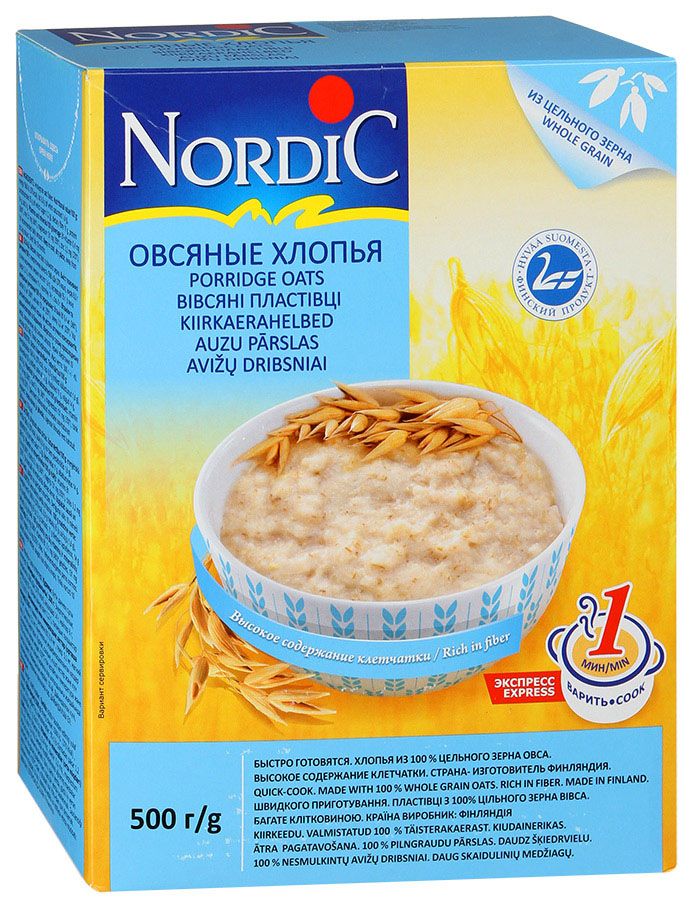 NORDIC
ИЗ ЦЕЛЬНОГО ЗЕРНА
WHOLE GRAIN
ОВСЯНЫЕ ХЛОПЬЯ
PORRIDGE OATS
ВІВСЯНІ ПЛАСТІВЦІ
KIIRKAERAHELBED
AUZU PĀRSLAS
AVIŽŲ DRIBSNIAI
HYVÄÄ SUOMESTA
ФИНСКИЙ ПРОДУКТ
Высокое содержание клетчатки / Rich in fiber
1
МИН/MIN
ВАРИТЬ•COOK
ЭКСПРЕСС
EXPRESS
Вариант сервировки
500 г/g
БЫСТРО ГОТОВЯТСЯ. ХЛОПЬЯ ИЗ 100 % ЦЕЛЬНОГО ЗЕРНА ОВСА.
ВЫСОКОЕ СОДЕРЖАНИЕ КЛЕТЧАТКИ. СТРАНА- ИЗГОТОВИТЕЛЬ ФИНЛЯНДИЯ.
QUICK-COOK. MADE WITH 100 % WHOLE GRAIN OATS. RICH IN FIBER. MADE IN FINLAND.
ШВИДКОГО ПРИГОТУВАННЯ. ПЛАСТІВЦІ З 100% ЦІЛЬНОГО ЗЕРНА ВІВСА.
БАГАТЕ КЛІТКОВИНОЮ. КРАЇНА ВИРОБНИК: ФІНЛЯНДІЯ
KIIRKEEDU. VALMISTATUD 100 % TÄISTERAKAERAST. KIUDAINERIKAS.
ĀTRA PAGATAVOŠANA. 100 % PILNGRAUDU PĀRSLAS. DAUDZ ŠĶIEDRVIELU.
100 % NESMULKINTŲ AVIŽŲ DRIBSNIAI. DAUG SKAIDULINIŲ MEDŽIAGŲ.